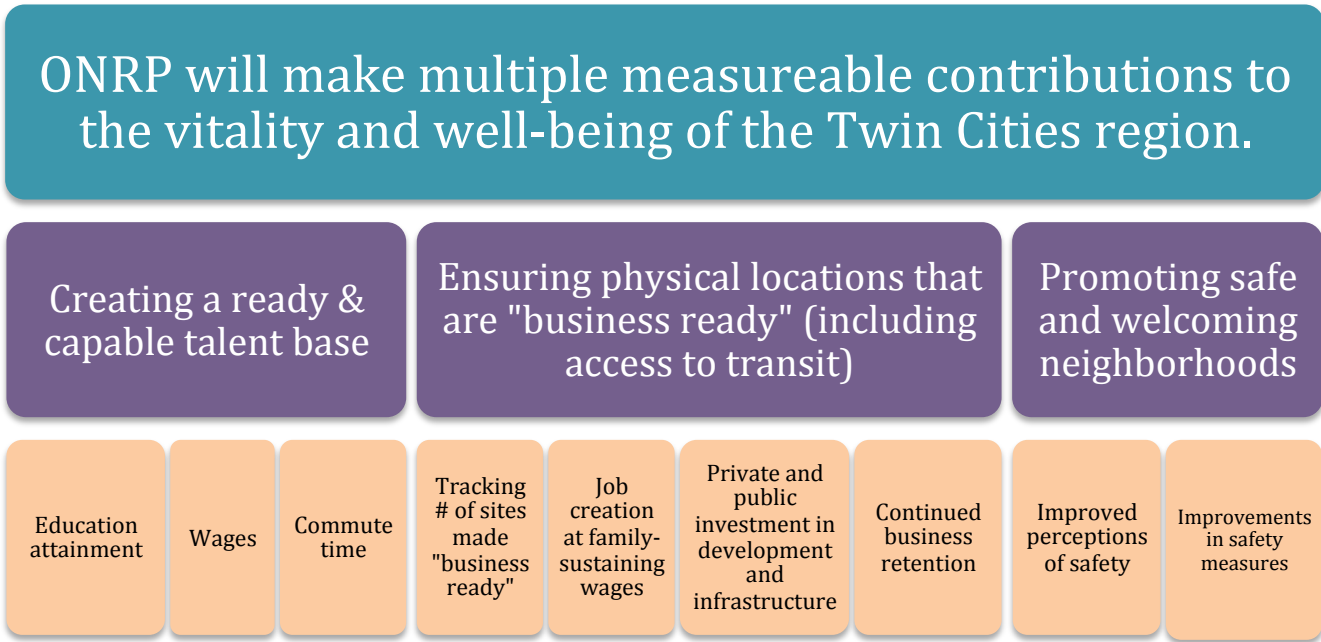 ONRP will make multiple measureable contributions to
the vitality and well-being of the Twin Cities region.
Creating a ready &
capable talent base
Ensuring physical locations that
are "business ready" (including
access to transit)
Promoting safe
and welcoming
neighborhoods
Education
attainment
Wages
Commute
time
Tracking
# of sites
made
"business
ready"
Job
creation
at family-
sustaining
wages
Private and
public
investment in
development
and
infrastructure
Continued
business
retention
Improved
perceptions
of safety
Improvements
in safety
measures